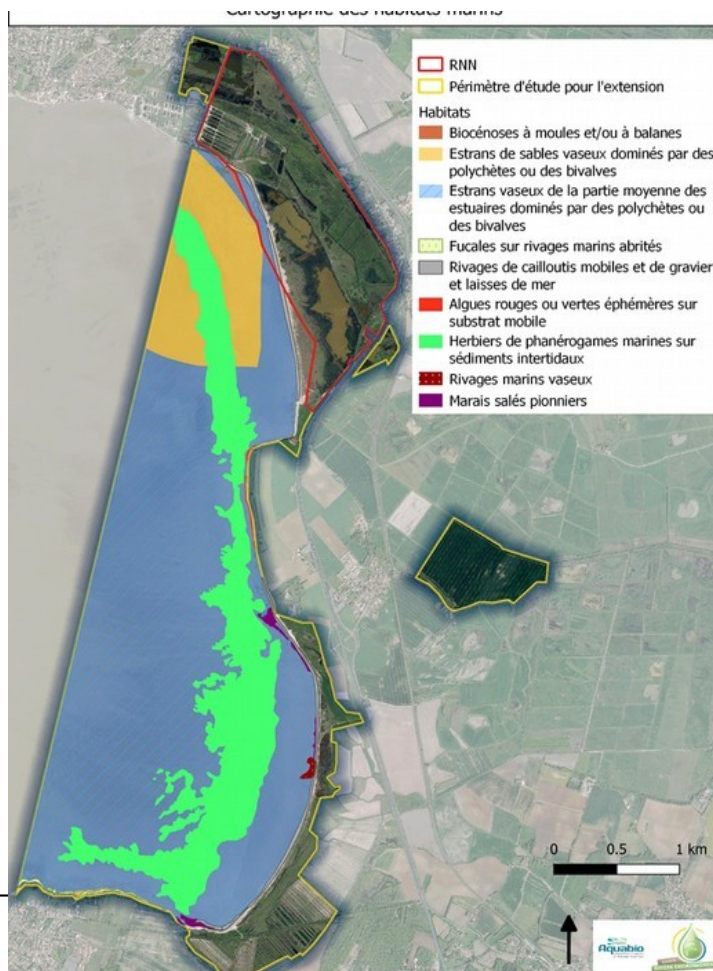 Cartographie des habitats marins
RNN
Périmètre d'étude pour l'extension
Habitats
Biocénoses à moules et/ou à balanes
Estrans de sables vaseux dominés par des
polychètes ou des bivalves
Estrans vaseux de la partie moyenne des
estuaires dominés par des polychètes ou
des bivalves
Fucales sur rivages marins abrités
Rivages de cailloutis mobiles et de gravier
et laisses de mer
Algues rouges ou vertes éphémères sur
substrat mobile
Herbiers de phanérogames marines sur
sédiments intertidaux
Rivages marins vaseux
Marais salés pionniers
0 0.5 1 km
Aquabio